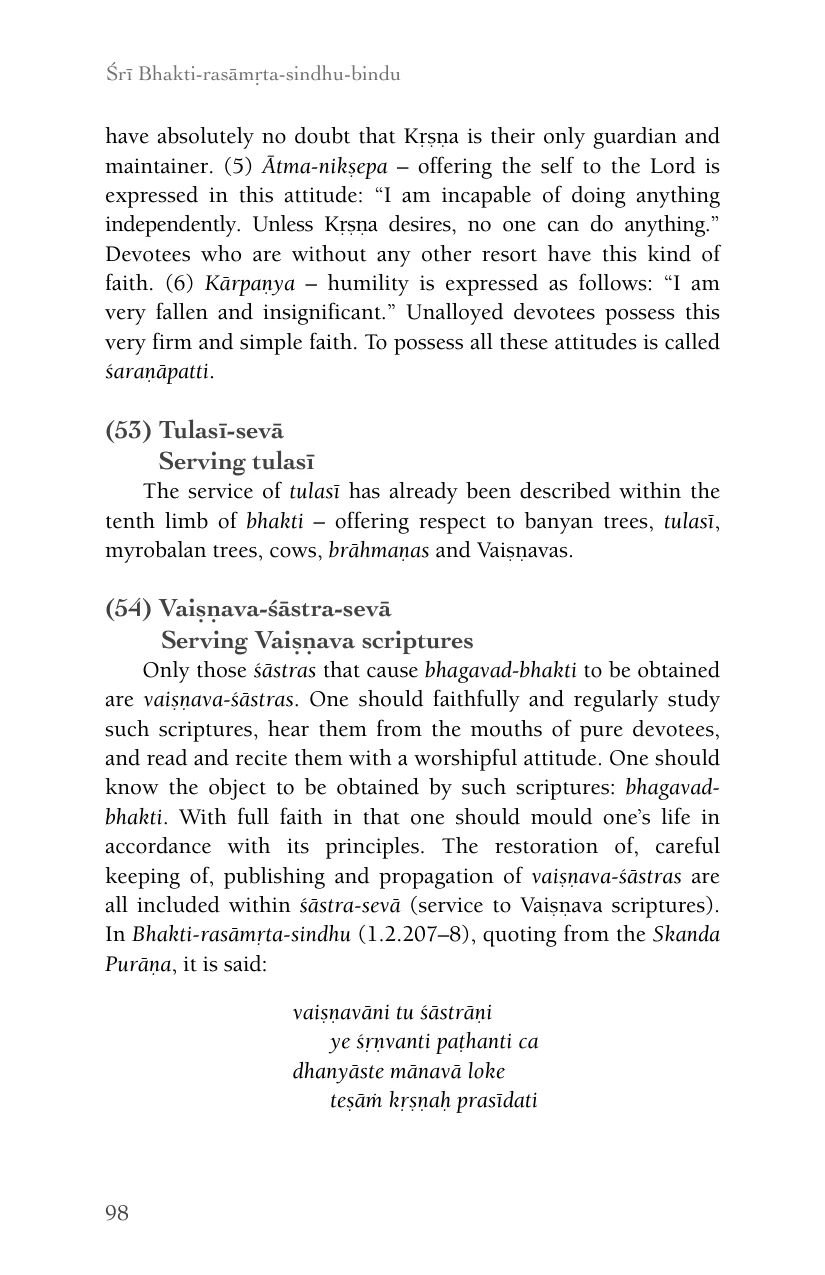 Śrī Bhakti-rasāmṛta-sindhu-bindu
have absolutely no doubt that Kṛṣṇa is their only guardian and
maintainer. (5) Ātma-nikṣepa – offering the self to the Lord is
expressed in this attitude: “I am incapable of doing anything
independently. Unless Kṛṣṇa desires, no one can do anything.”
Devotees who are without any other resort have this kind of
faith. (6) Kārpaṇya – humility is expressed as follows: “I am
very fallen and insignificant.” Unalloyed devotees possess this
very firm and simple faith. To possess all these attitudes is called
śaraṇāpatti.
(53) Tulasī-sevā
Serving tulasī
The service of tulasī has already been described within the
tenth limb of bhakti – offering respect to banyan trees, tulasī,
myrobalan trees, cows, brāhmaṇas and Vaiṣṇavas.
(54) Vaiṣṇava-śāstra-sevā
Serving Vaiṣṇava scriptures
Only those śāstras that cause bhagavad-bhakti to be obtained
are vaiṣṇava-śāstras. One should faithfully and regularly study
such scriptures, hear them from the mouths of pure devotees,
and read and recite them with a worshipful attitude. One should
know the object to be obtained by such scriptures: bhagavad-
bhakti. With full faith in that one should mould one’s life in
accordance with its principles. The restoration of, careful
keeping of, publishing and propagation of vaiṣṇava-śāstras are
all included within śāstra-sevā (service to Vaiṣṇava scriptures).
In Bhakti-rasāmṛta-sindhu (1.2.207–8), quoting from the Skanda
Purāṇa, it is said:
vaiṣṇavāni tu śāstrāṇi
ye śṛṇvanti paṭhanti ca
dhanyāste mānavā loke
teṣāṁ kṛṣṇaḥ prasīdati
98